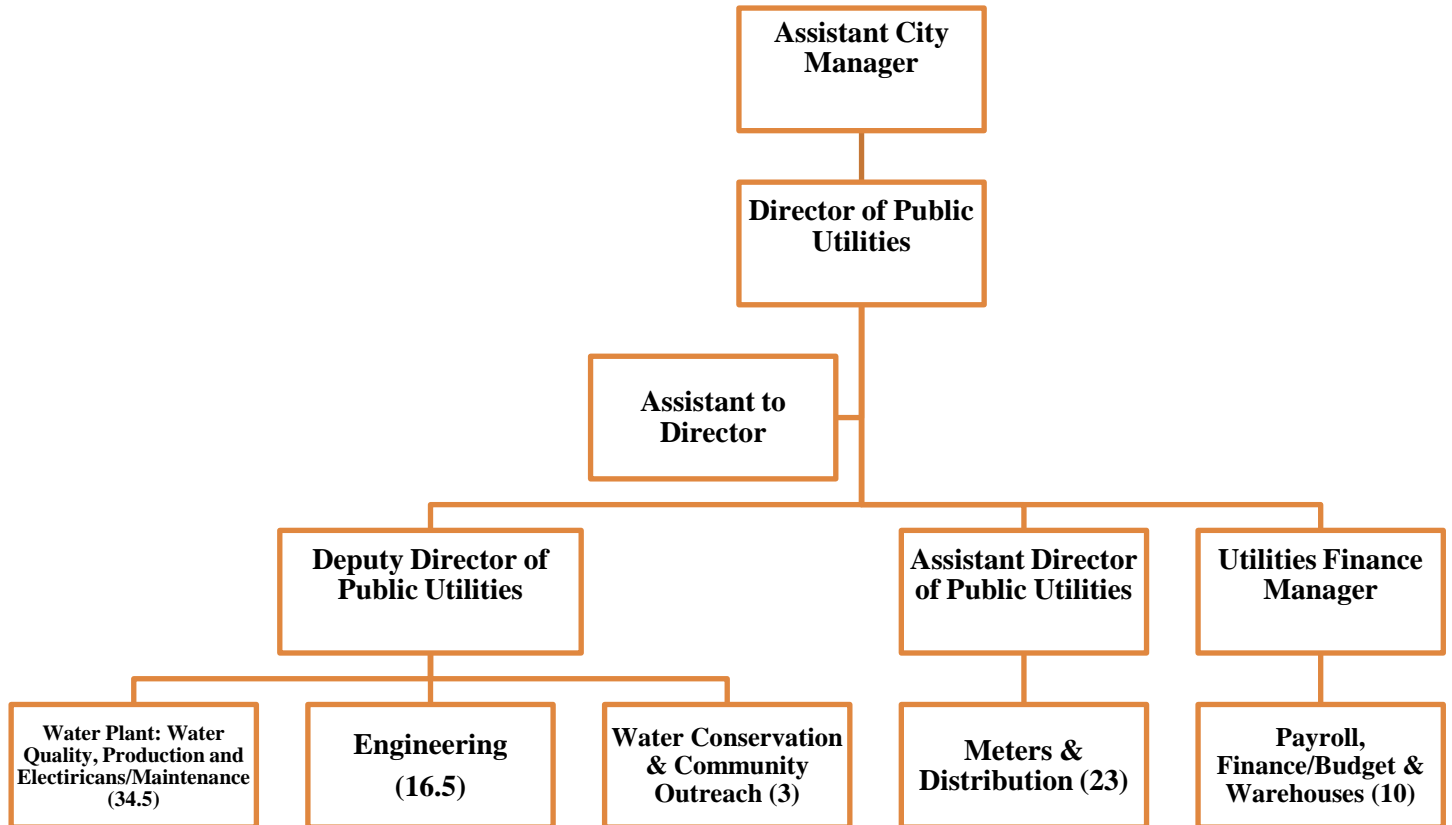 Assistant City
Manager
Director of Public
Utilities
Assistant to
Director
Deputy Director of
Public Utilities
Assistant Director
of Public Utilities
Utilities Finance
Manager
Water Plant: Water
Quality, Production and
Electiricans/Maintenance
(34.5)
Engineering
(16.5)
Water Conservation
& Community
Outreach (3)
Meters &
Distribution (23)
Payroll,
Finance/Budget &
Warehouses (10)